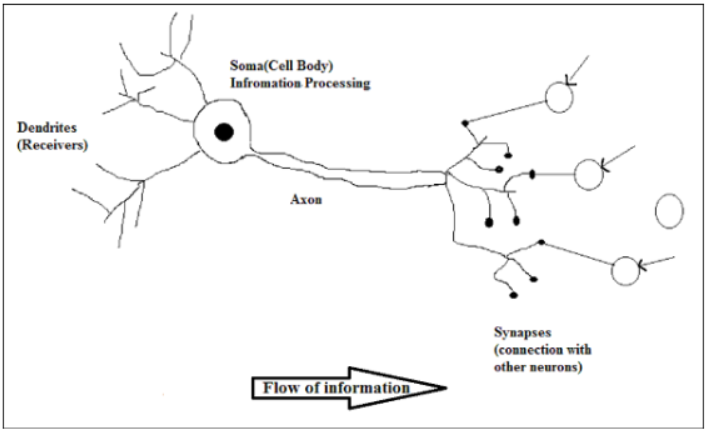 Soma(Cell Body)
Infromation Processing
Dendrites
(Receivers)
Axon
Synapses
(connection with
other neurons)
Flow of information